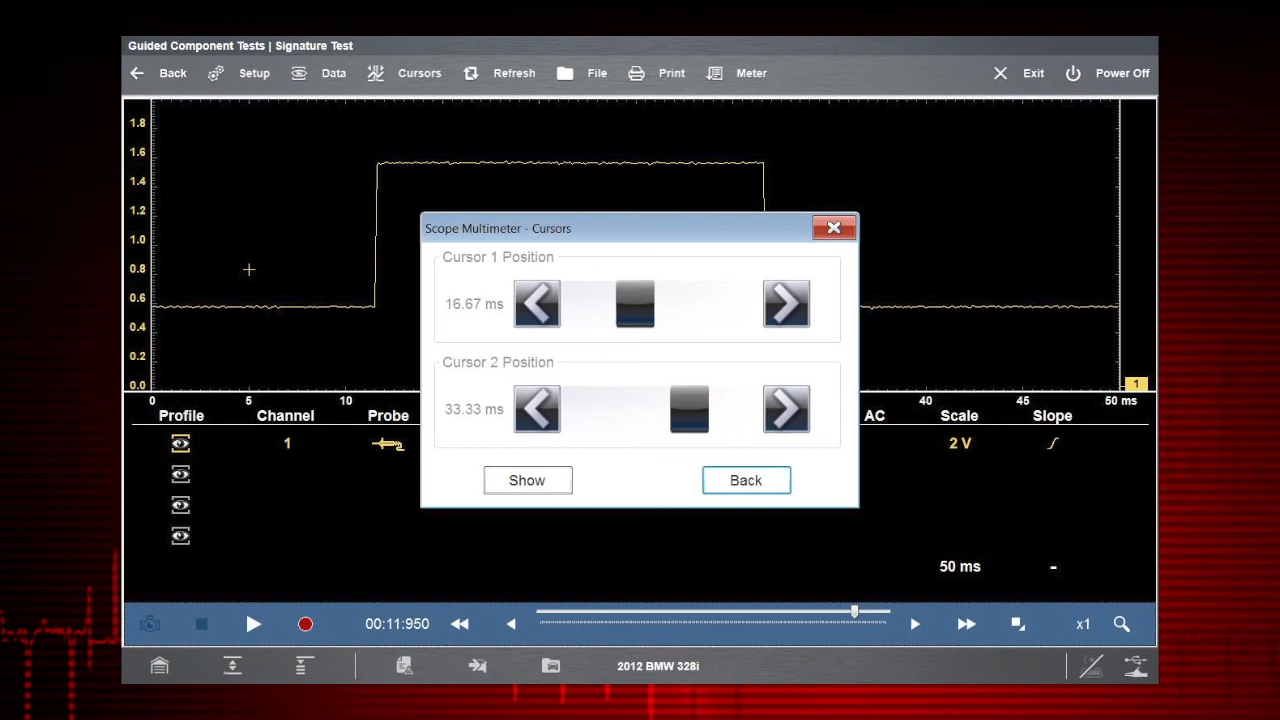 Guided Component Tests | Signature Test
Back Setup Data Cursors Refresh File Print Meter Exit Power Off
1.8
1.6
1.4
1.2
1.0
0.8
0.6
0.4
0.2
0.0
Scope Multimeter - Cursors
Cursor 1 Position
16.67 ms
Cursor 2 Position
33.33 ms
Show Back
1
0 5 10 40 45 50 ms
Profile Channel Probe AC Scale Slope
1 2 V
50 ms -
00:11:950 x1
2012 BMW 328i